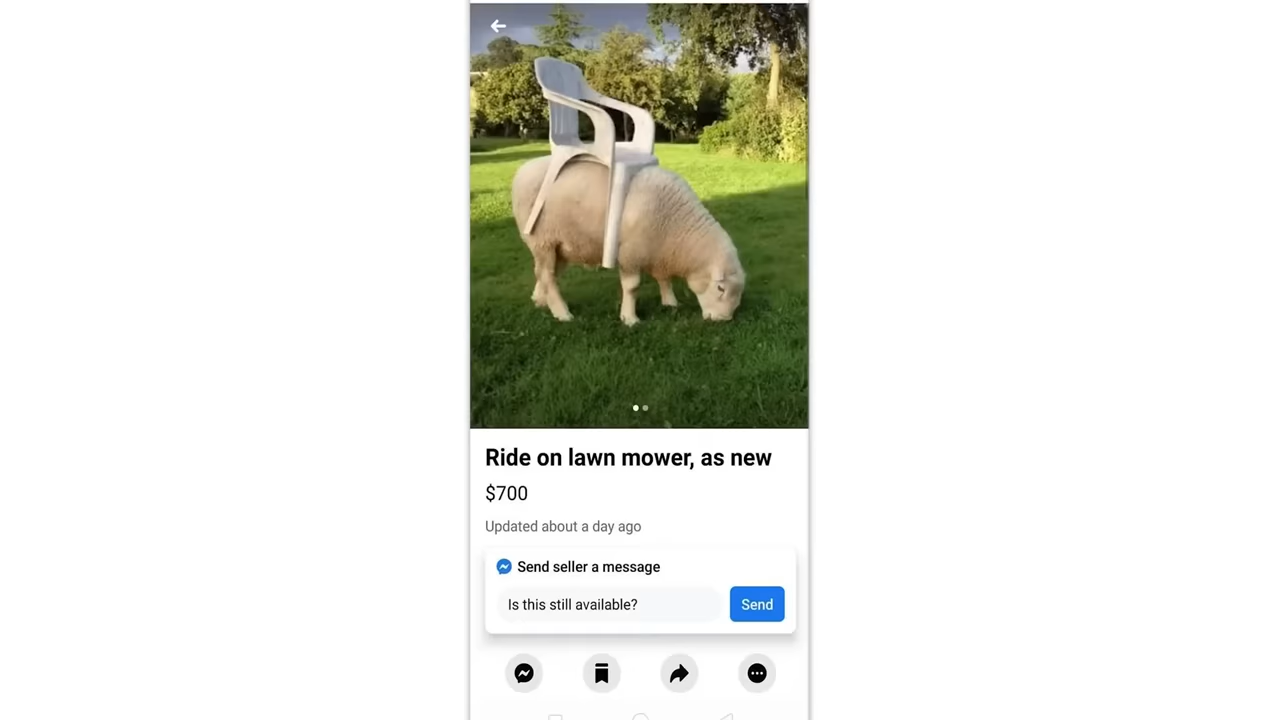 Ride on lawn mower, as new
$700
Updated about a day ago
Send seller a message
Is this still available?
Send